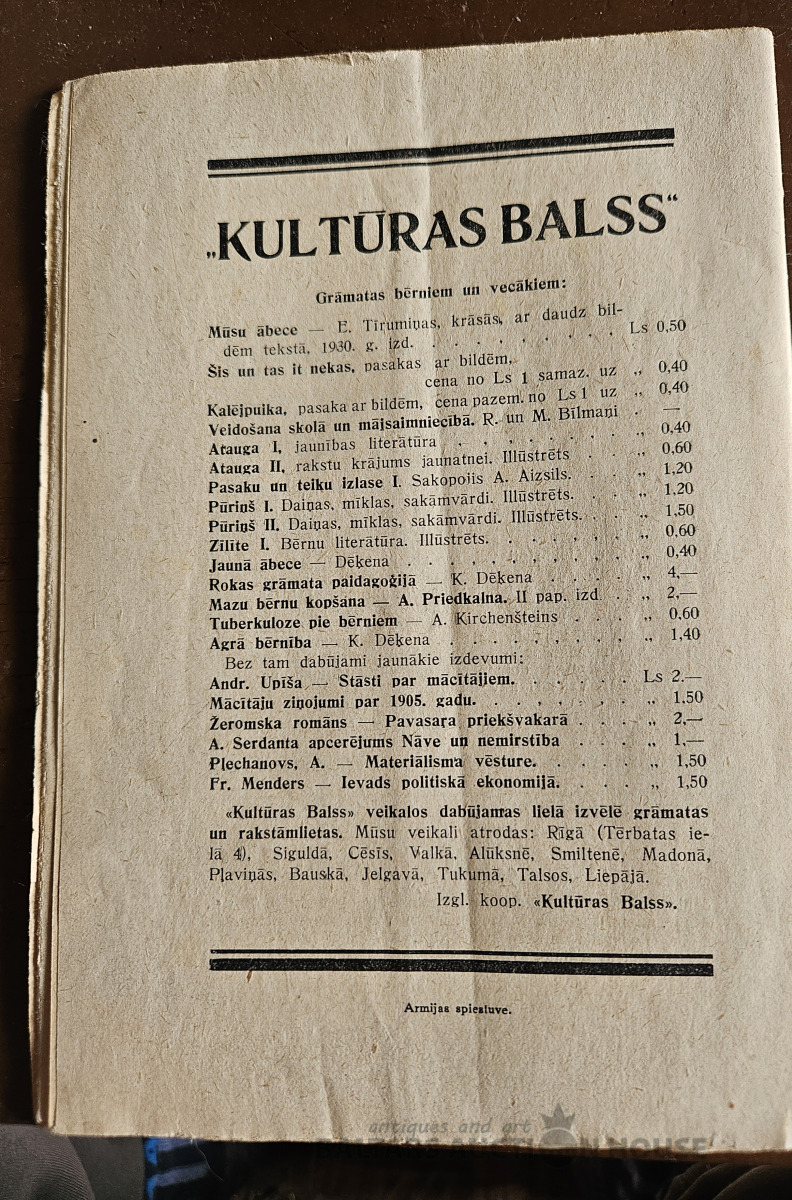 „KULTŪRAS BALSS“
Grāmatas bērniem un vecākiem:
Mūsu ābece — E. Tīrumiņas, krāsās, ar daudz bil-
dēm tekstā, 1930. g. izd. . . . . . . . . . Ls 0,50
Šis un tas it nekas, pasakas ar bildēm,
cena no Ls 1 samaz. uz „ 0,40
Kalējpuika, pasaka ar bildēm, cena pazem. no Ls 1 uz „ 0,40
Veidošana skolā un mājsaimniecībā. R. un M. Bilmaņi . —
Atauga I, jaunības literātūra . . . . . . „ 0,40
Atauga II, rakstu krājums jaunatnei. Illūstrēts . . „ 0,60
Pasaku un teiku izlase I. Sakopojis A. Aizsils. . „ 1,20
Pūriņš I. Daiņas, mīklas, sakāmvārdi. Illūstrēts. . . „ 1,20
Pūriņš II. Daiņas, mīklas, sakāmvārdi. Illūstrēts. . . „ 1,50
Zīlīte I. Bērnu literātūra. Illūstrēts. . . . . . „ 0,60
Jaunā ābece — Dēķena . . . . . . . . . „ 0,40
Rokas grāmata paidagoģijā — K. Dēķena . . . . „ 4,—
Mazu bērnu kopšana — A. Priedkalna. II pap. izd. . „ 2,—
Tuberkuloze pie bērniem — A. Kirchenšteins . . . „ 0,60
Agrā bērnība — K. Dēķena . . . . . . . . „ 1,40
Bez tam dabūjami jaunākie izdevumi:
Andr. Upīša — Stāsti par mācītājiem. . . . . . Ls 2.—
Mācītāju ziņojumi par 1905. gadu. . . . . . . „ 1,50
Žeromska romāns — Pavasaŗa priekšvakarā . . . „ 2,—
A. Serdanta apcerējums Nāve un nemirstība . . . „ 1,—
Plechanovs, A. — Materiālisma vēsture. . . . . „ 1,50
Fr. Menders — Ievads politiskā ekonomijā. . . . „ 1,50
«Kultūras Balss» veikalos dabūjamas lielā izvēlē grāmatas
un rakstāmlietas. Mūsu veikali atrodas: Rīgā (Tērbatas ie-
lā 4), Siguldā, Cēsīs, Valkā, Alūksnē, Smiltenē, Madonā,
Pļaviņās, Bauskā, Jelgavā, Tukumā, Talsos, Liepājā.
Izgl. koop. «Kultūras Balss».
Armijas spiestuve.
antiques and art
AUCTION HOUSE